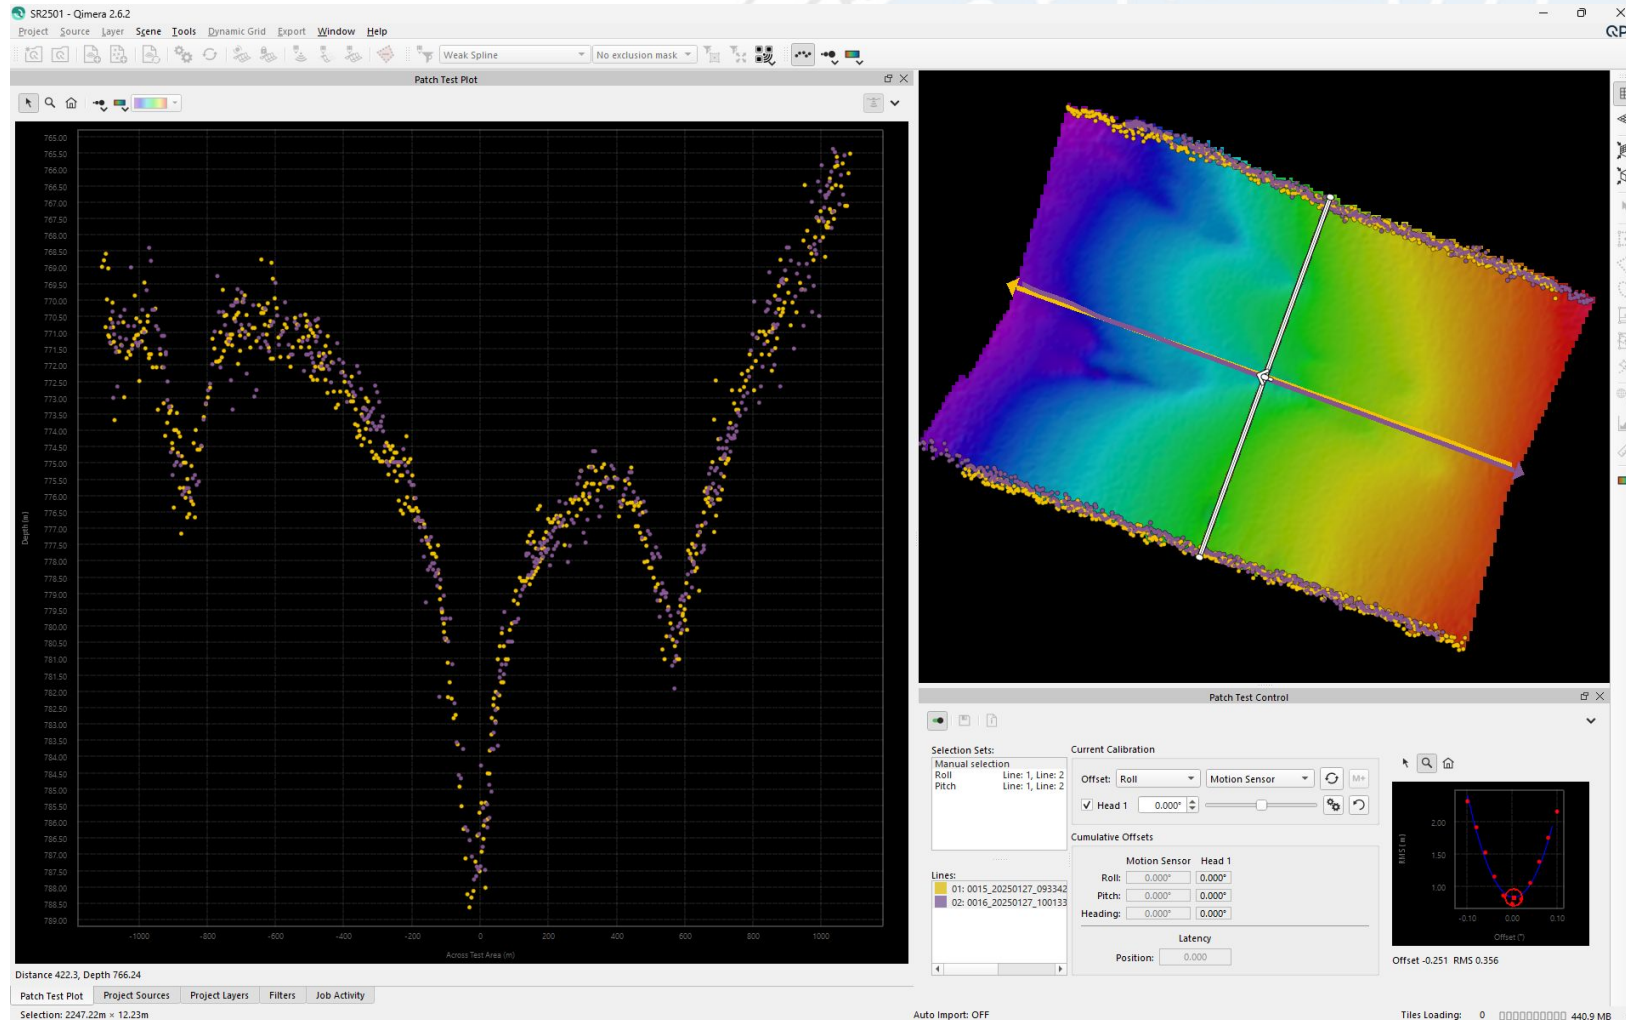 SR2501 - Qimera 2.6.2
Project Source Layer Scene Tools Dynamic Grid Export Window Help
QP
Weak Spline
No exclusion mask
Patch Test Plot
765.00
765.50
766.00
766.50
767.00
767.50
768.00
768.50
769.00
769.50
770.00
770.50
771.00
771.50
772.00
772.50
773.00
773.50
774.00
774.50
775.00
775.50
776.00
776.50
777.00
777.50
778.00
778.50
779.00
779.50
780.00
780.50
781.00
781.50
782.00
782.50
783.00
783.50
784.00
784.50
785.00
785.50
786.00
786.50
787.00
787.50
788.00
788.50
789.00
Depth (m)
-1000 -800 -600 -400 -200 0 200 400 600 800 1000
Across Test Area (m)
Distance 422.3, Depth 766.24
Patch Test Plot Project Sources Project Layers Filters Job Activity
Selection: 2247.22m × 12.23m
Patch Test Control
Selection Sets:
Manual selection
Roll Line: 1, Line: 2
Pitch Line: 1, Line: 2
Lines:
01: 0015_20250127_093342
02: 0016_20250127_100133
Current Calibration
Offset: Roll Motion Sensor M+
Head 1 0.000°
Cumulative Offsets
Motion Sensor Head 1
Roll: 0.000° 0.000°
Pitch: 0.000° 0.000°
Heading: 0.000° 0.000°
Latency
Position: 0.000
RMS [m]
2.00
1.50
1.00
-0.10 0.00 0.10
Offset (°)
Offset -0.251 RMS 0.356
Auto Import: OFF
Tiles Loading: 0 440.9 MB